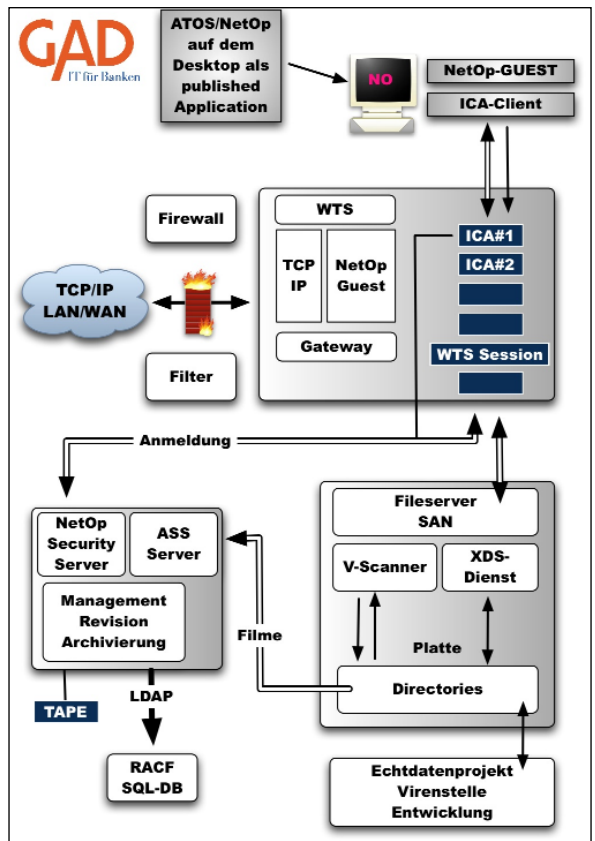 GAD
IT für Banken
ATOS/NetOp
auf dem
Desktop als
published
Application
NO
NetOp-GUEST
ICA-Client
Firewall
WTS
TCP
IP
NetOp
Guest
ICA#1
ICA#2
TCP/IP
LAN/WAN
Gateway
WTS Session
Filter
Anmeldung
NetOp
Security
Server
ASS
Server
Fileserver
SAN
V-Scanner
XDS-
Dienst
Management
Revision
Archivierung
Filme
Platte
Directories
TAPE
LDAP
RACF
SQL-DB
Echtdatenprojekt
Virenstelle
Entwicklung